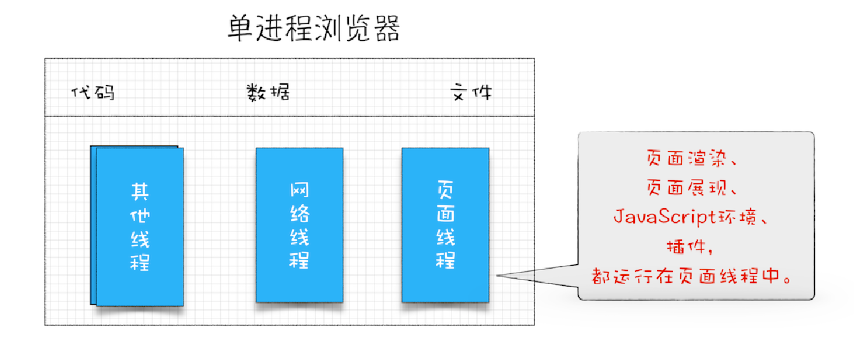 单进程浏览器
代码
数据
文件
其他线程
网络线程
页面线程
页面渲染、
页面展现、
JavaScript环境、
插件，
都运行在页面线程中。